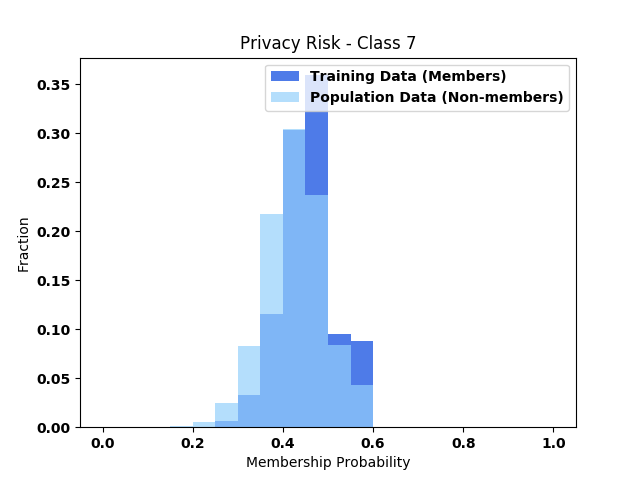 Privacy Risk - Class 7
Training Data (Members)
Population Data (Non-members)
Fraction
0.35
0.30
0.25
0.20
0.15
0.10
0.05
0.00
0.0 0.2 0.4 0.6 0.8 1.0
Membership Probability